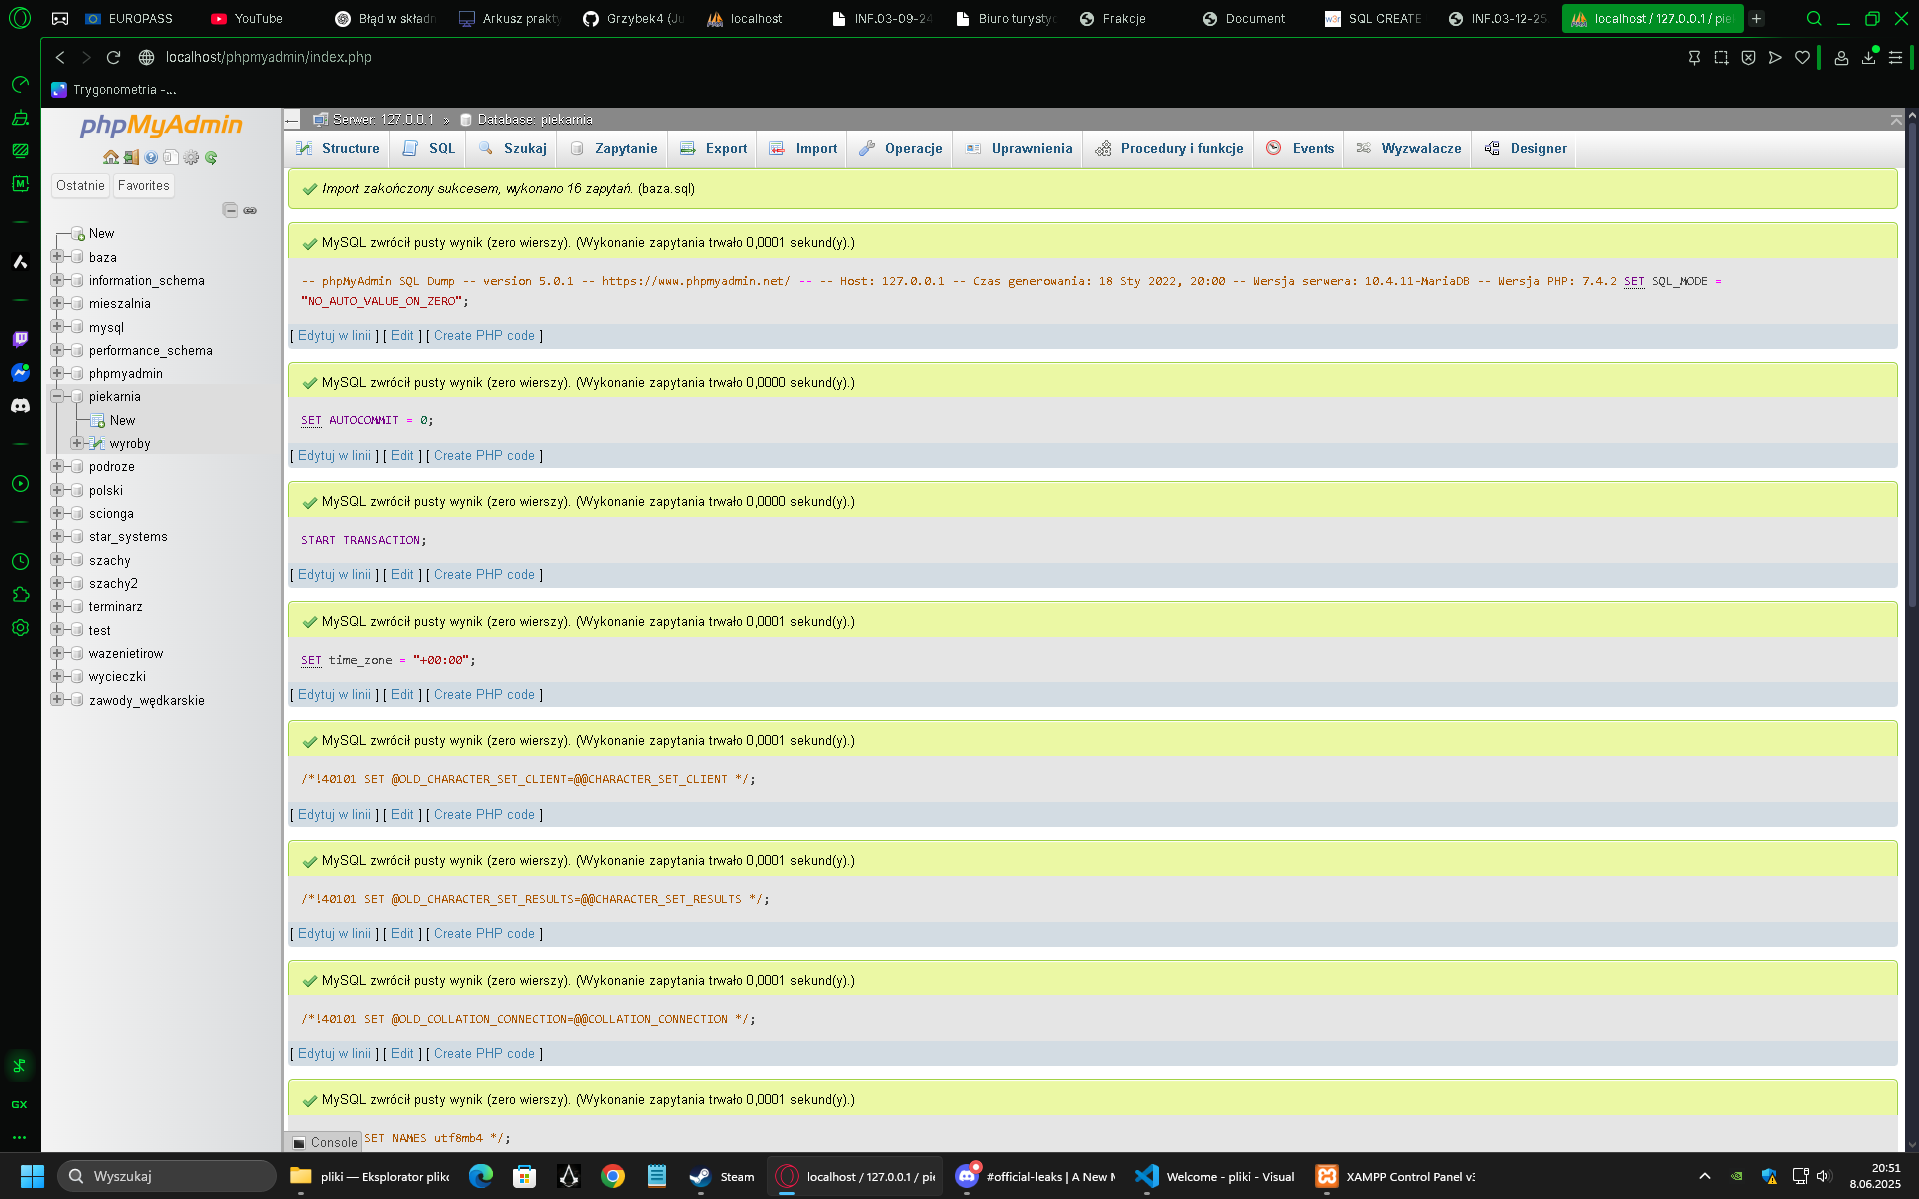 EUROPASS
YouTube
Błąd w składn
Arkusz prakty
Grzybek4 (Ju
localhost
INF.03-09-24
Biuro turystyc
Frakcje
Document
SQL CREATE
INF.03-12-25
localhost / 127.0.0.1 / pie
localhost/phpmyadmin/index.php
Trygonometria -...
phpMyAdmin
Ostatnie
Favorites
New
baza
information_schema
mieszalnia
mysql
performance_schema
phpmyadmin
piekarnia
New
wyroby
podroze
polski
scionga
star_systems
szachy
szachy2
terminarz
test
wazenietirow
wycieczki
zawody_wędkarskie
Serwer: 127.0.0.1 » Database: piekarnia
Structure
SQL
Szukaj
Zapytanie
Export
Import
Operacje
Uprawnienia
Procedury i funkcje
Events
Wyzwalacze
Designer
Import zakończony sukcesem, wykonano 16 zapytań. (baza.sql)
MySQL zwrócił pusty wynik (zero wierszy). (Wykonanie zapytania trwało 0,0001 sekund(y).)
-- phpMyAdmin SQL Dump -- version 5.0.1 -- https://www.phpmyadmin.net/ -- -- Host: 127.0.0.1 -- Czas generowania: 18 Sty 2022, 20:00 -- Wersja serwera: 10.4.11-MariaDB -- Wersja PHP: 7.4.2 SET SQL_MODE =
"NO_AUTO_VALUE_ON_ZERO";
[ Edytuj w linii ] [ Edit ] [ Create PHP code ]
MySQL zwrócił pusty wynik (zero wierszy). (Wykonanie zapytania trwało 0,0000 sekund(y).)
SET AUTOCOMMIT = 0;
[ Edytuj w linii ] [ Edit ] [ Create PHP code ]
MySQL zwrócił pusty wynik (zero wierszy). (Wykonanie zapytania trwało 0,0000 sekund(y).)
START TRANSACTION;
[ Edytuj w linii ] [ Edit ] [ Create PHP code ]
MySQL zwrócił pusty wynik (zero wierszy). (Wykonanie zapytania trwało 0,0001 sekund(y).)
SET time_zone = "+00:00";
[ Edytuj w linii ] [ Edit ] [ Create PHP code ]
MySQL zwrócił pusty wynik (zero wierszy). (Wykonanie zapytania trwało 0,0001 sekund(y).)
/*!40101 SET @OLD_CHARACTER_SET_CLIENT=@@CHARACTER_SET_CLIENT */;
[ Edytuj w linii ] [ Edit ] [ Create PHP code ]
MySQL zwrócił pusty wynik (zero wierszy). (Wykonanie zapytania trwało 0,0001 sekund(y).)
/*!40101 SET @OLD_CHARACTER_SET_RESULTS=@@CHARACTER_SET_RESULTS */;
[ Edytuj w linii ] [ Edit ] [ Create PHP code ]
MySQL zwrócił pusty wynik (zero wierszy). (Wykonanie zapytania trwało 0,0001 sekund(y).)
/*!40101 SET @OLD_COLLATION_CONNECTION=@@COLLATION_CONNECTION */;
[ Edytuj w linii ] [ Edit ] [ Create PHP code ]
MySQL zwrócił pusty wynik (zero wierszy). (Wykonanie zapytania trwało 0,0001 sekund(y).)
SET NAMES utf8mb4 */;
Console
GX
Wyszukaj
pliki — Eksplorator plikó
Steam
localhost / 127.0.0.1 / pie
#official-leaks | A New M
Welcome - pliki - Visual
XAMPP Control Panel v3
20:51
8.06.2025